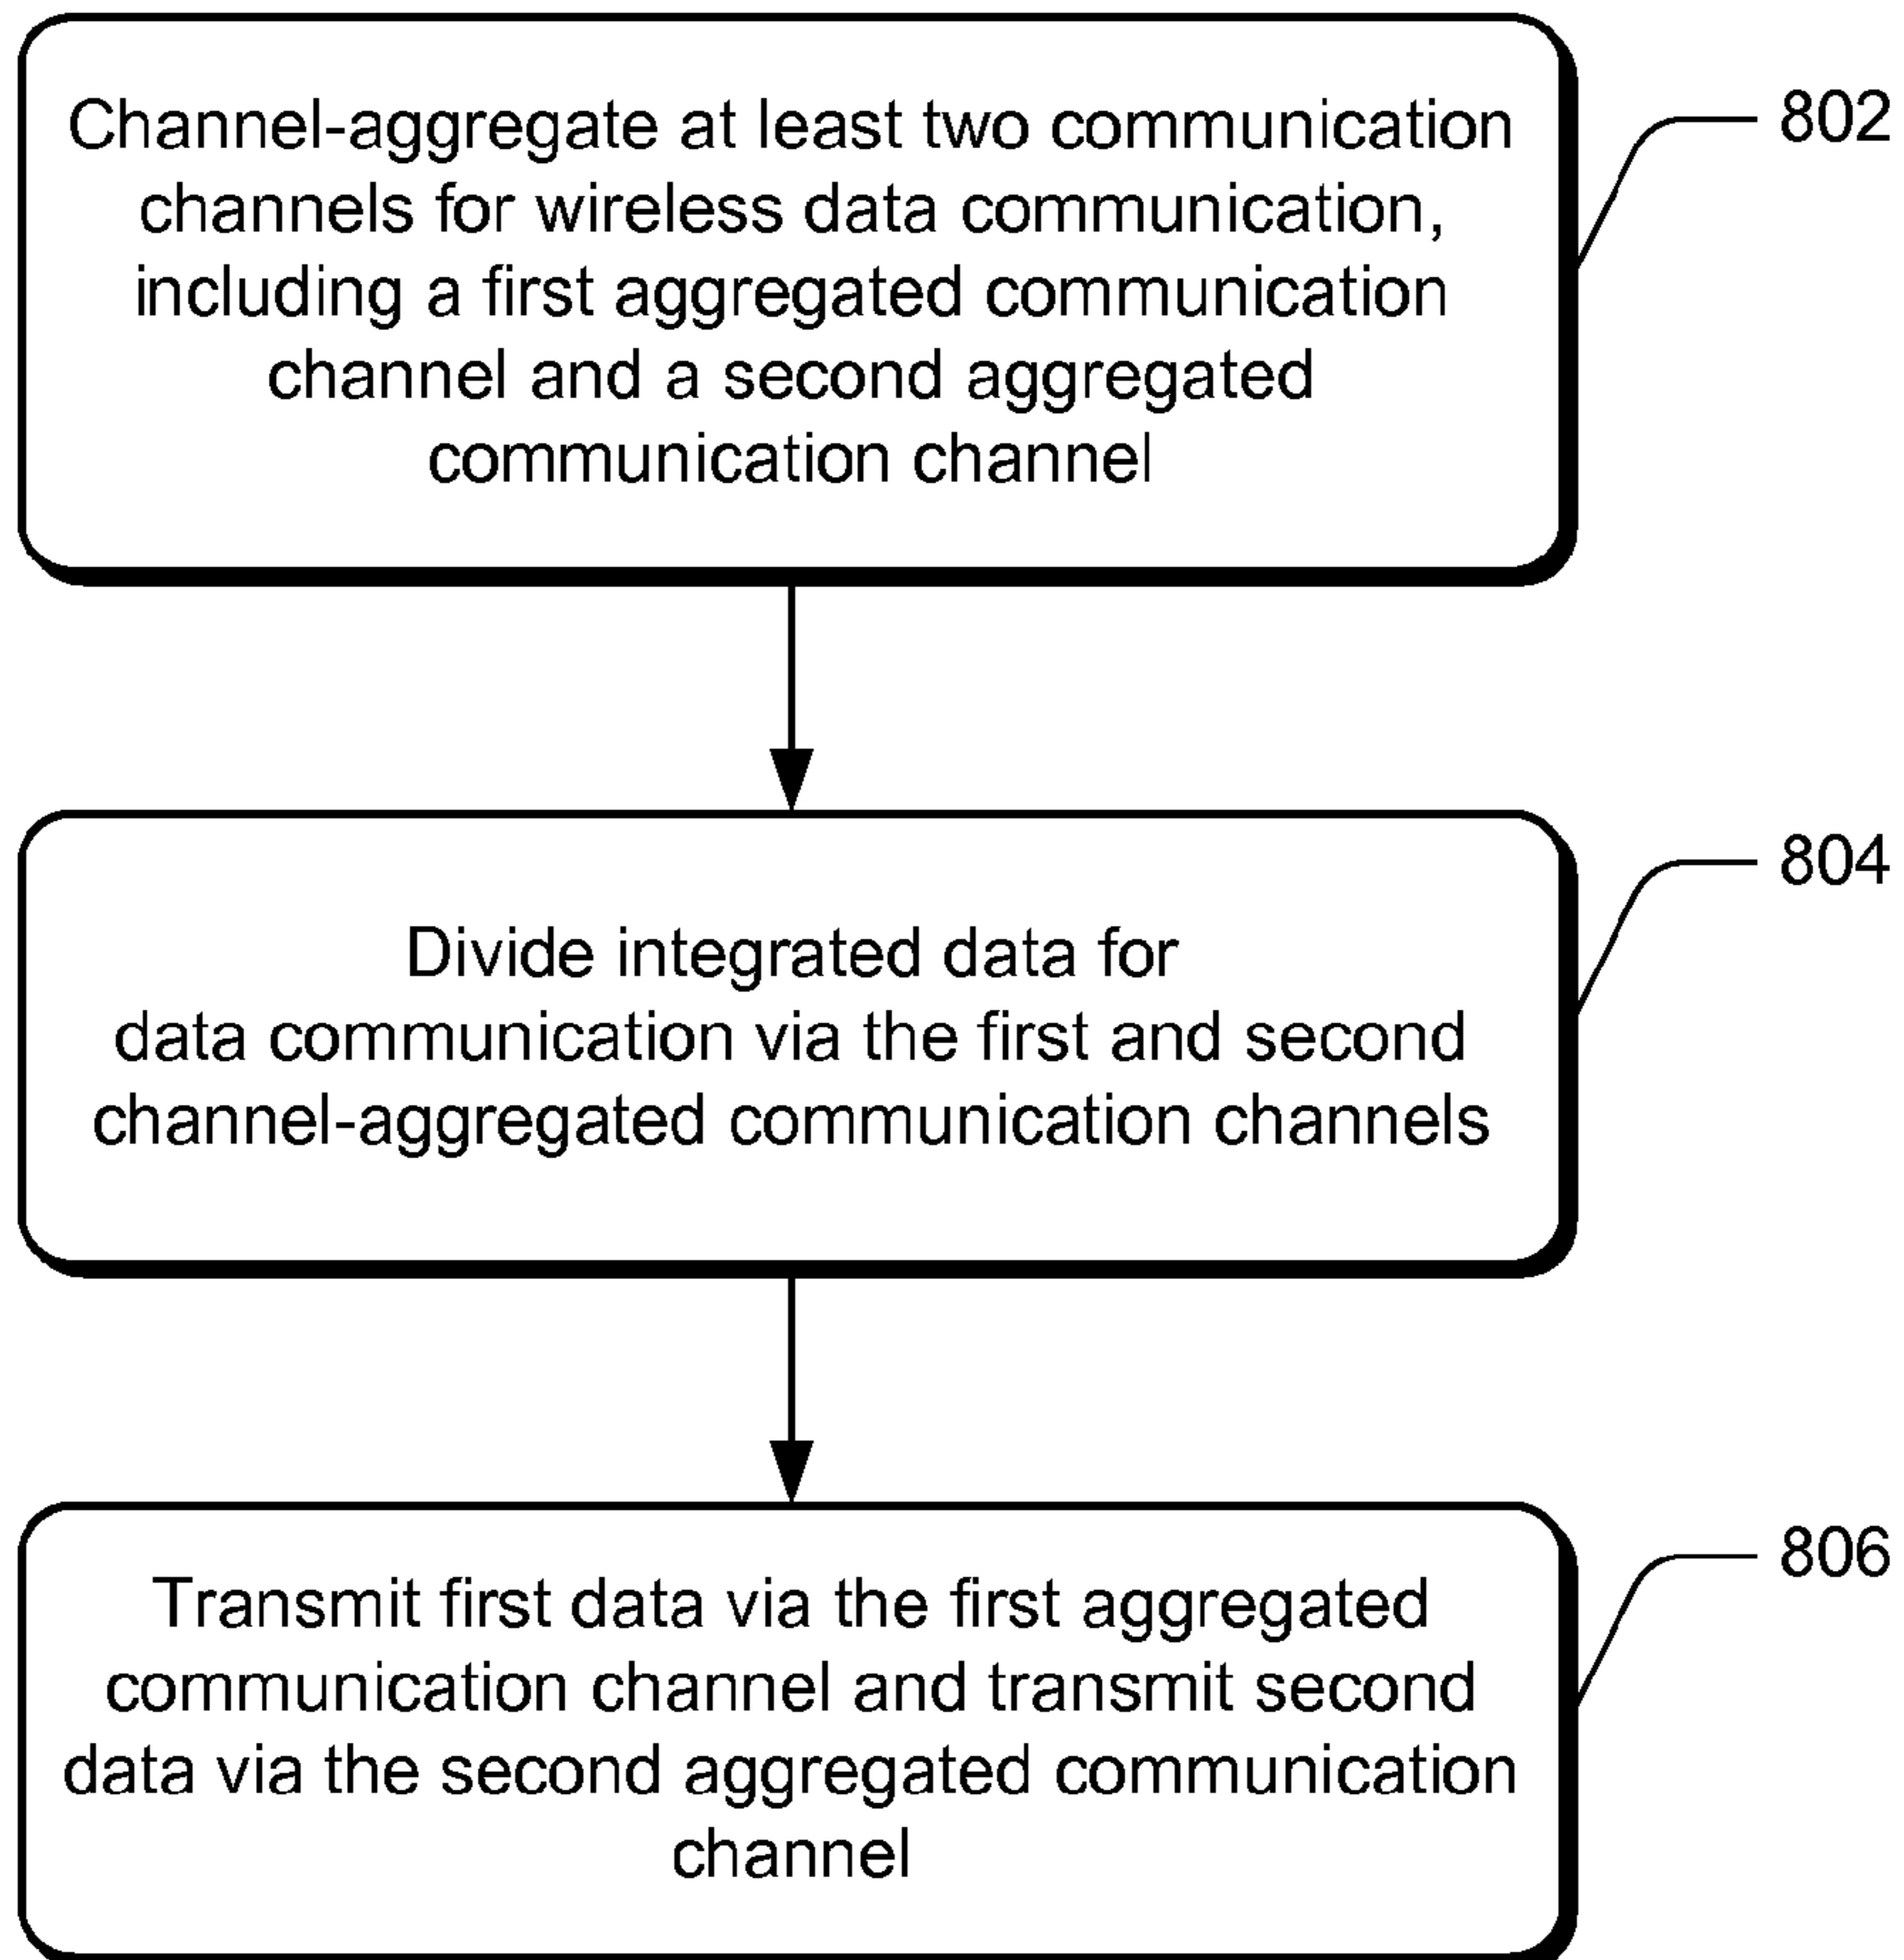 Channel-aggregate at least two communication
channels for wireless data communication,
including a first aggregated communication
channel and a second aggregated
communication channel
802
Divide integrated data for
data communication via the first and second
channel-aggregated communication channels
804
Transmit first data via the first aggregated
communication channel and transmit second
data via the second aggregated communication
channel
806